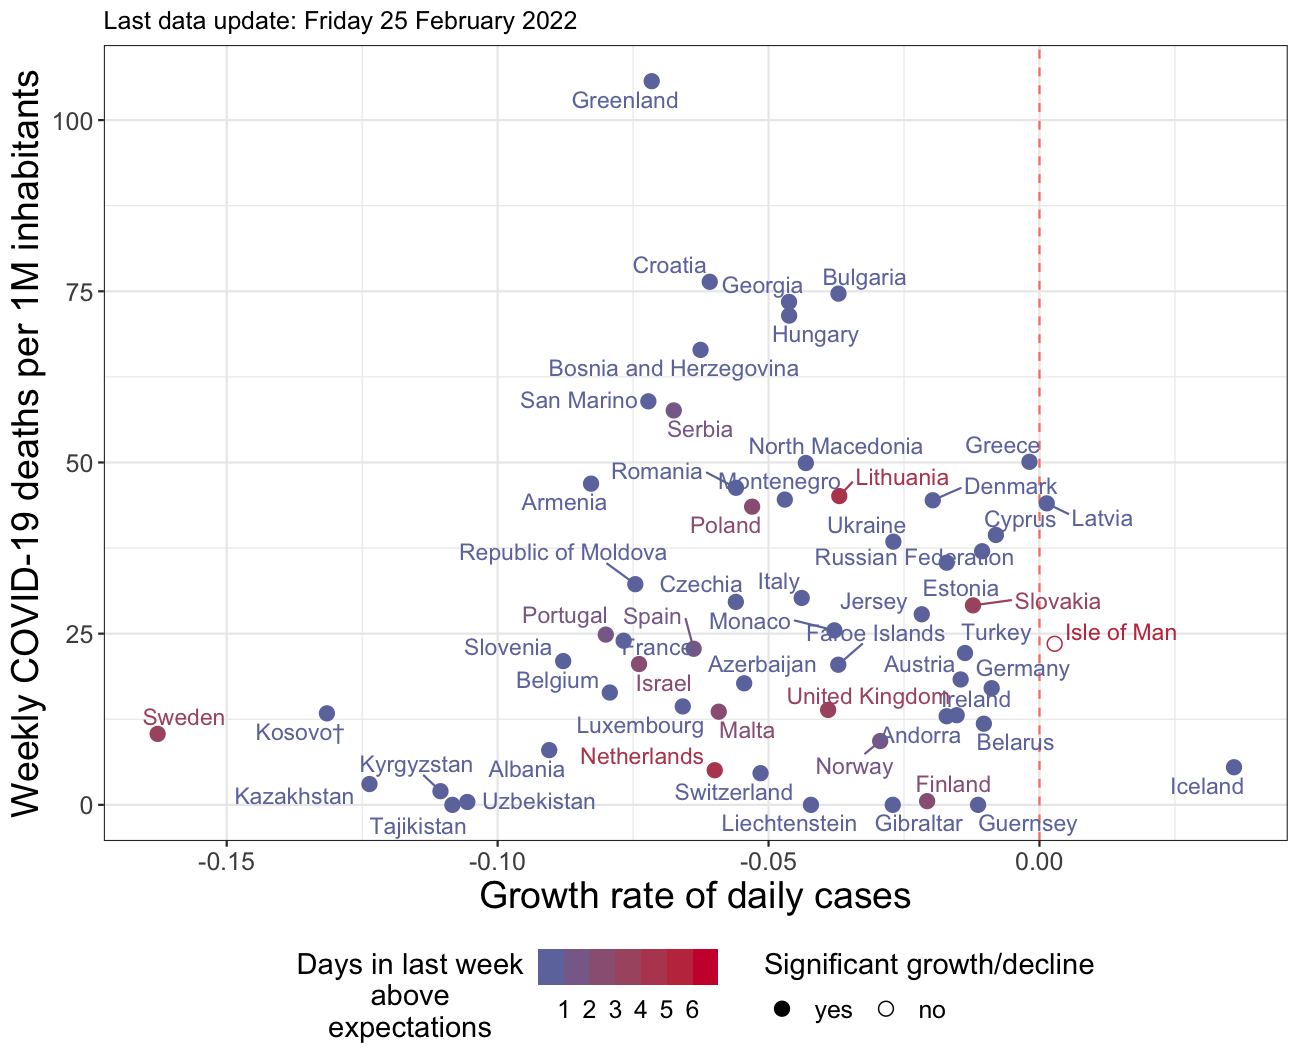 Last data update: Friday 25 February 2022
Weekly COVID-19 deaths per 1M inhabitants
100
75
50
25
0
Greenland
Croatia
Georgia
Bulgaria
Hungary
Bosnia and Herzegovina
San Marino
Serbia
North Macedonia
Greece
Romania
Montenegro
Lithuania
Denmark
Armenia
Poland
Ukraine
Cyprus
Latvia
Republic of Moldova
Russian Federation
Czechia
Italy
Estonia
Jersey
Slovakia
Portugal
Spain
Monaco
Faroe Islands
Turkey
Isle of Man
Slovenia
France
Azerbaijan
Austria
Germany
Belgium
Israel
United Kingdom
Ireland
Sweden
Kosovo†
Luxembourg
Malta
Andorra
Belarus
Kyrgyzstan
Albania
Netherlands
Norway
Kazakhstan
Uzbekistan
Switzerland
Finland
Iceland
Tajikistan
Liechtenstein
Gibraltar
Guernsey
-0.15
-0.10
-0.05
0.00
Growth rate of daily cases
Days in last week
above
expectations
1 2 3 4 5 6
Significant growth/decline
yes
no